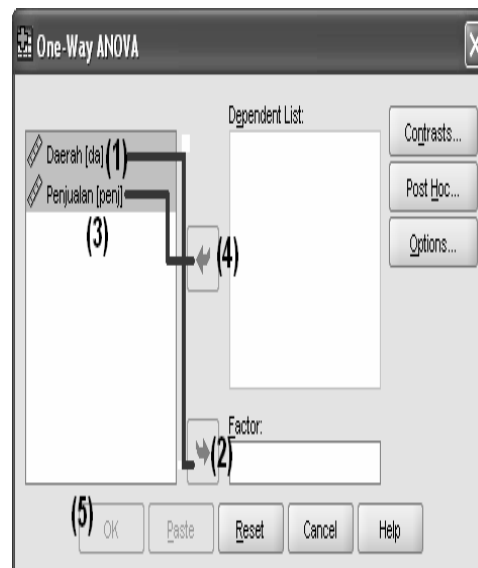 One-Way ANOVA
Dependent List:
Daerah [da] (1)
Penjualan [penj]
(3)
(4)
Contrasts...
Post Hoc...
Options...
Factor:
(2)
(5) OK Paste Reset Cancel Help